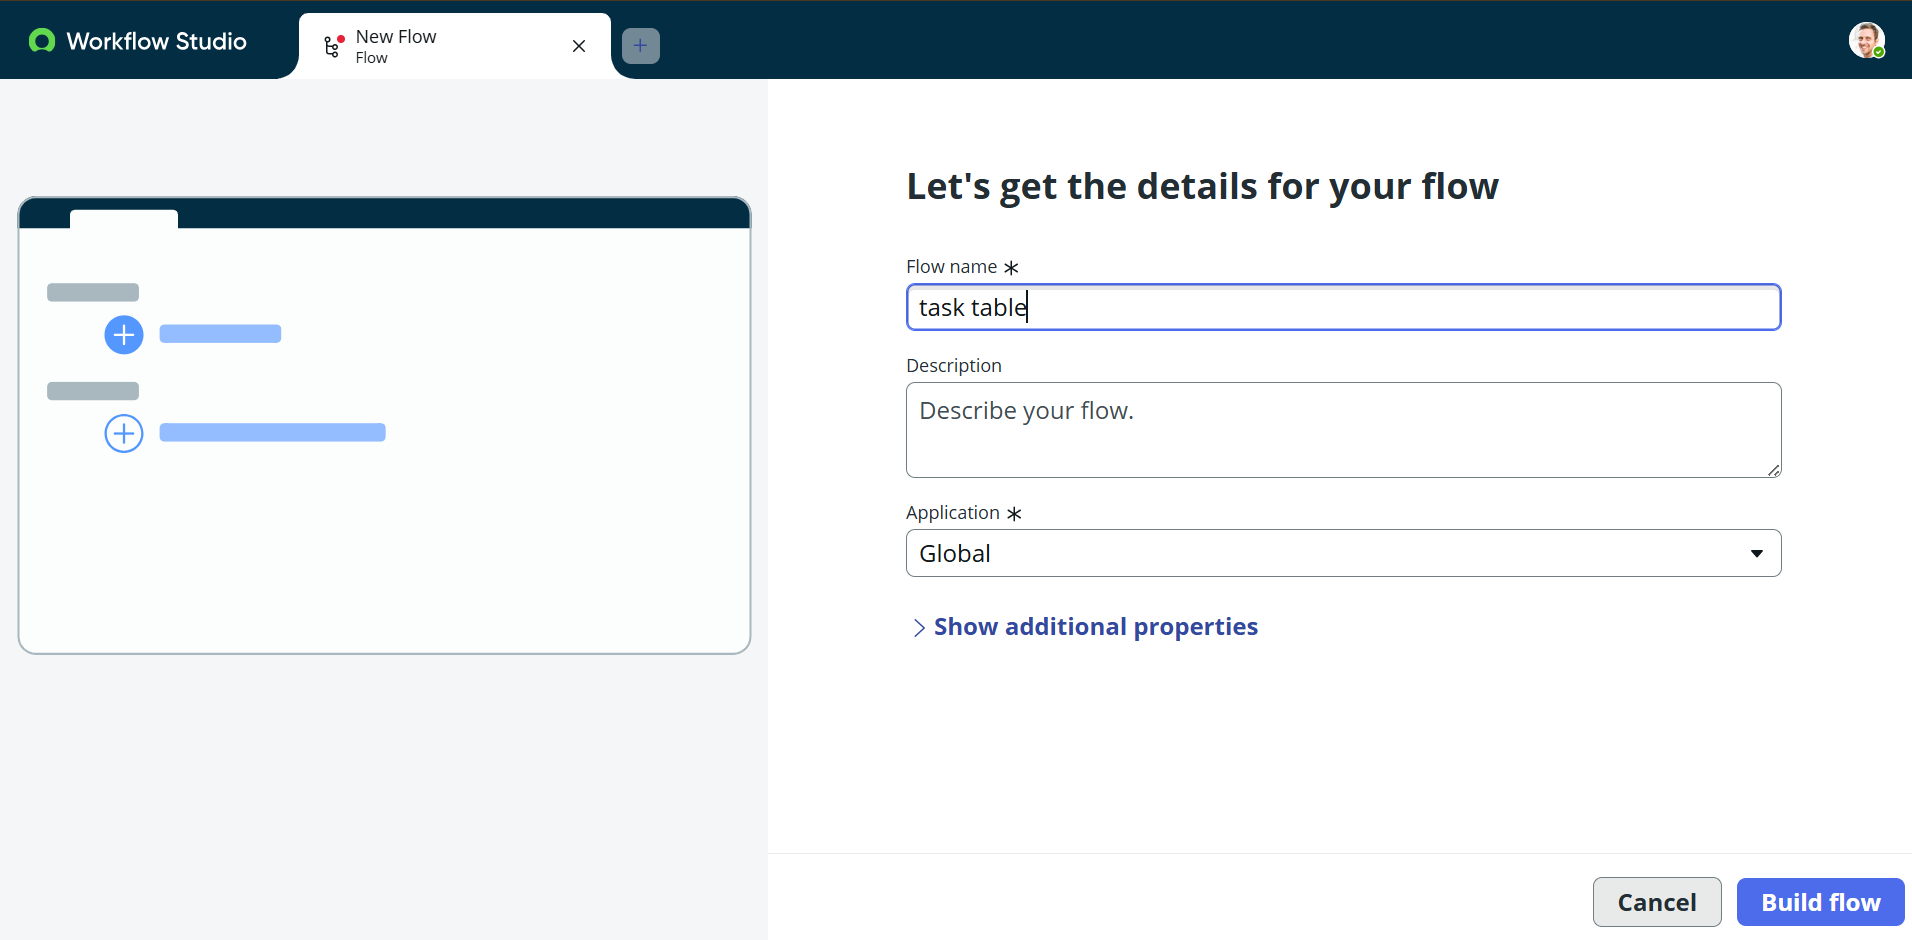 Workflow Studio
New Flow
Flow
Let's get the details for your flow
Flow name *
task table
Description
Describe your flow.
Application *
Global
Show additional properties
Cancel
Build flow